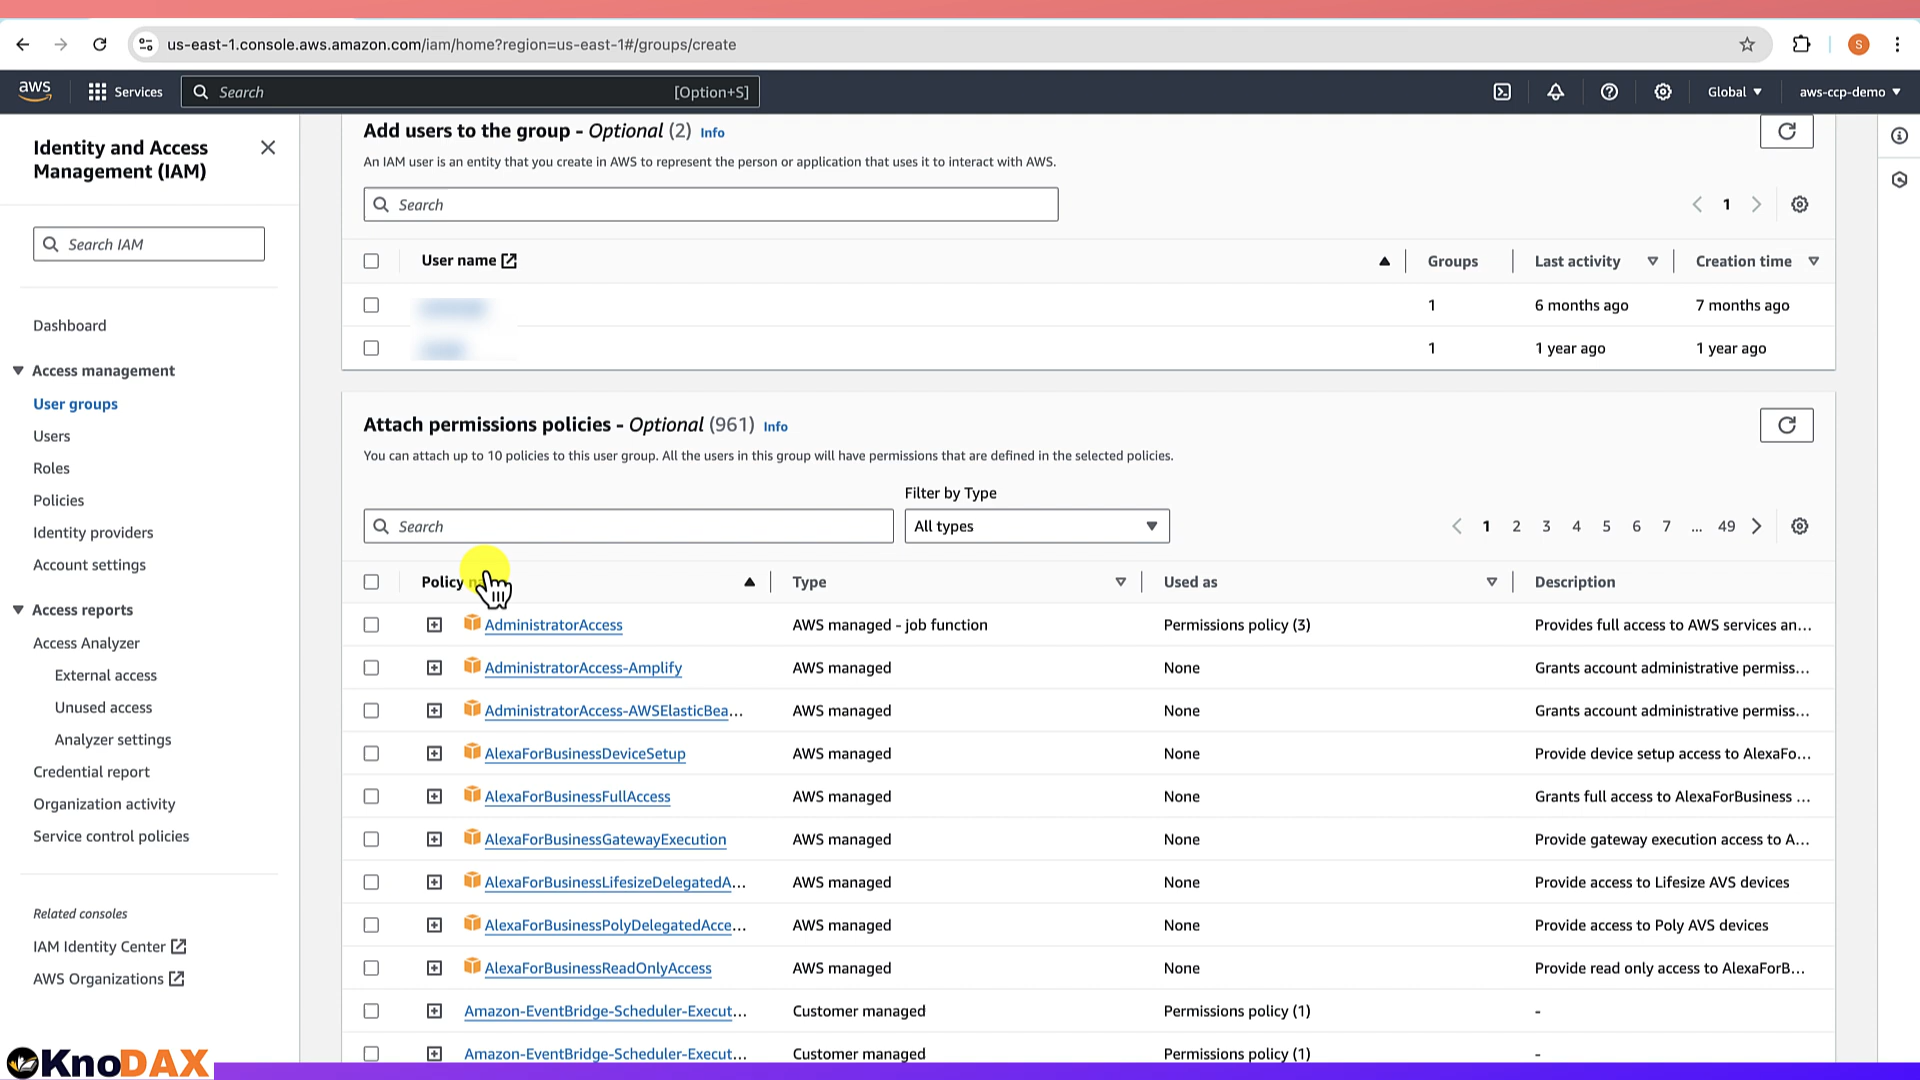 us-east-1.console.aws.amazon.com/iam/home?region=us-east-1#/groups/create
S
aws
Services
Search
[Option+S]
Global
aws-ccp-demo
Identity and Access
Management (IAM)
Search IAM
Dashboard
Access management
User groups
Users
Roles
Policies
Identity providers
Account settings
Access reports
Access Analyzer
External access
Unused access
Analyzer settings
Credential report
Organization activity
Service control policies
Related consoles
IAM Identity Center
AWS Organizations
Add users to the group - Optional (2) Info
An IAM user is an entity that you create in AWS to represent the person or application that uses it to interact with AWS.
Search
1
User name Groups Last activity Creation time
1 6 months ago 7 months ago
1 1 year ago 1 year ago
Attach permissions policies - Optional (961) Info
You can attach up to 10 policies to this user group. All the users in this group will have permissions that are defined in the selected policies.
Filter by Type
Search All types 1 2 3 4 5 6 7 ... 49
Policy Type Used as Description
AdministratorAccess AWS managed - job function Permissions policy (3) Provides full access to AWS services an...
AdministratorAccess-Amplify AWS managed None Grants account administrative permiss...
AdministratorAccess-AWSElasticBea... AWS managed None Grants account administrative permiss...
AlexaForBusinessDeviceSetup AWS managed None Provide device setup access to AlexaFo...
AlexaForBusinessFullAccess AWS managed None Grants full access to AlexaForBusiness ...
AlexaForBusinessGatewayExecution AWS managed None Provide gateway execution access to A...
AlexaForBusinessLifesizeDelegatedA... AWS managed None Provide access to Lifesize AVS devices
AlexaForBusinessPolyDelegatedAcce... AWS managed None Provide access to Poly AVS devices
AlexaForBusinessReadOnlyAccess AWS managed None Provide read only access to AlexaForB...
Amazon-EventBridge-Scheduler-Execut... Customer managed Permissions policy (1) -
Amazon-EventBridge-Scheduler-Execut... Customer managed Permissions policy (1) -
KnoDAX